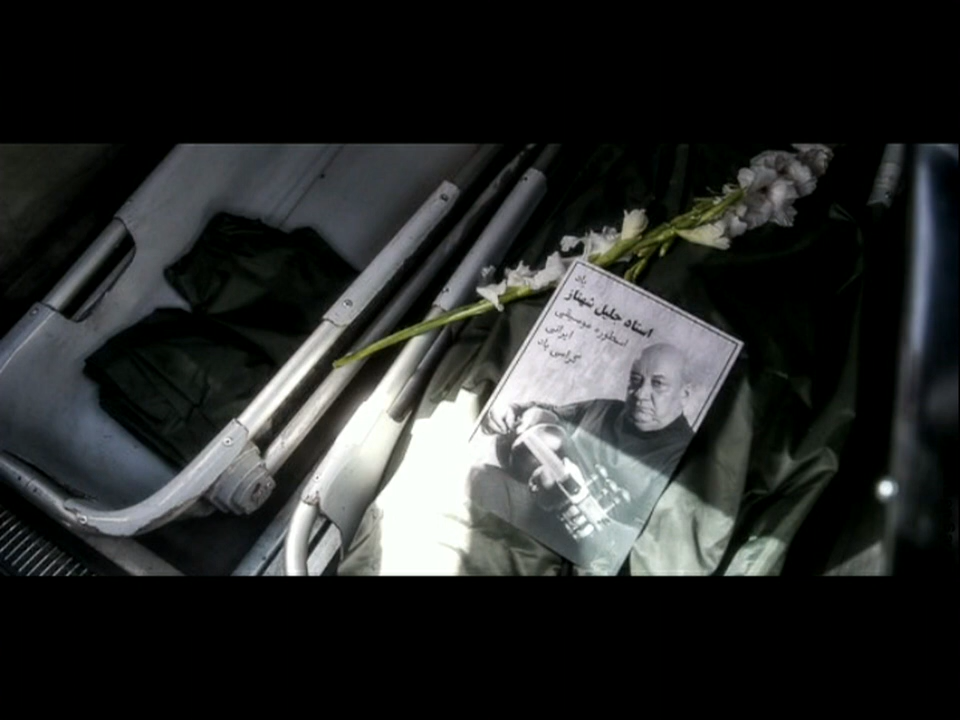 یاد
استاد جلیل شهناز
اسطوره موسیقی
ایرانی
گرامی باد